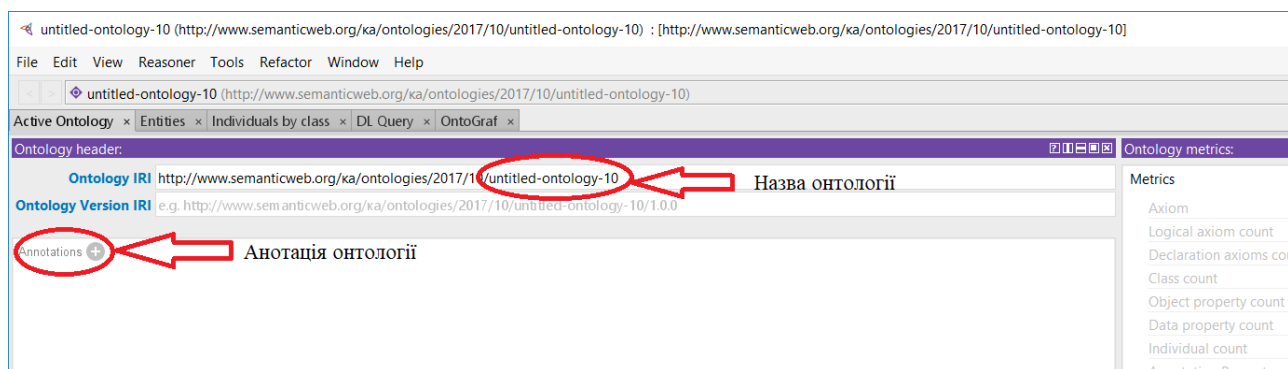 untitled-ontology-10 (http://www.semanticweb.org/ка/ontologies/2017/10/untitled-ontology-10) : [http://www.semanticweb.org/ка/ontologies/2017/10/untitled-ontology-10]
File Edit View Reasoner Tools Refactor Window Help
< > untitled-ontology-10 (http://www.semanticweb.org/ка/ontologies/2017/10/untitled-ontology-10)
Active Ontology × Entities × Individuals by class × DL Query × OntoGraf ×
Ontology header:
Ontology metrics:
Ontology IRI http://www.semanticweb.org/ка/ontologies/2017/10/untitled-ontology-10
Назва онтології
Metrics
Ontology Version IRI e.g. http://www.semanticweb.org/ка/ontologies/2017/10/untitled-ontology-10/1.0.0
Axiom
Logical axiom count
Annotations +
Анотація онтології
Declaration axioms cou
Class count
Object property count
Data property count
Individual count